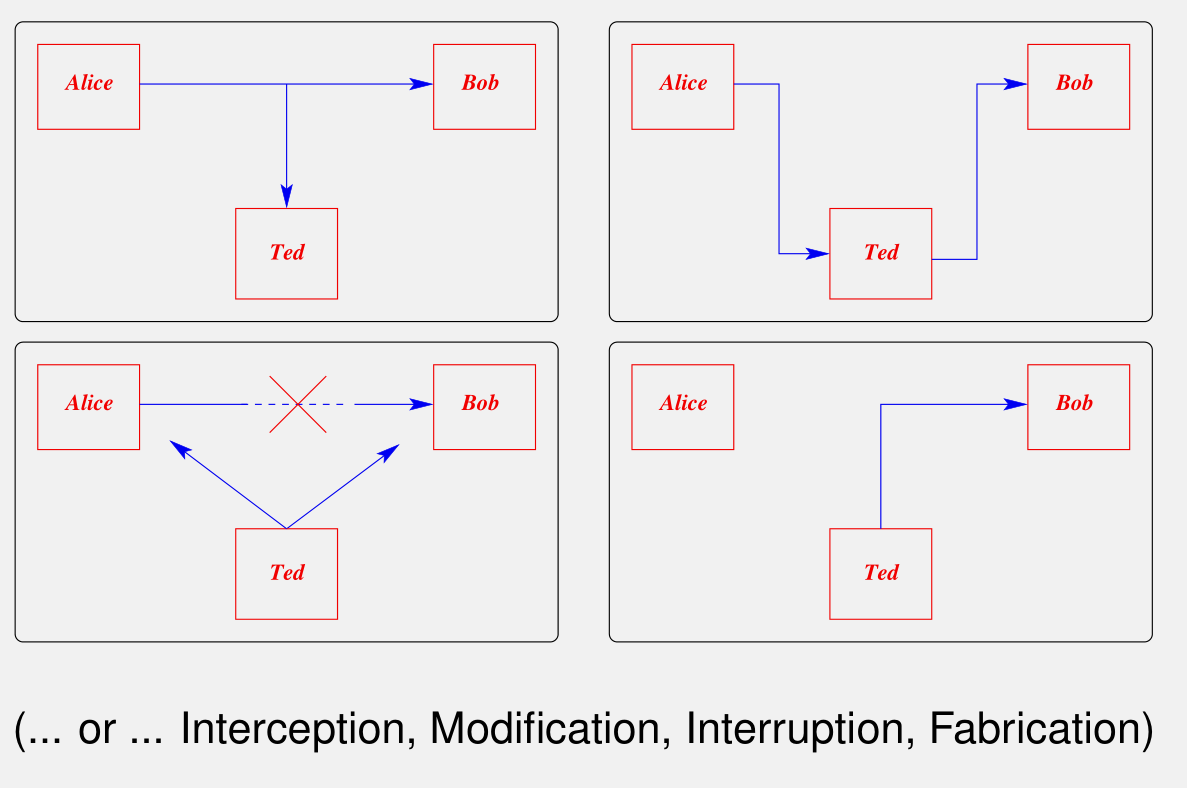 Alice
Bob
Ted
Alice
Bob
Ted
Alice
Bob
Ted
Alice
Bob
Ted
(... or ... Interception, Modification, Interruption, Fabrication)